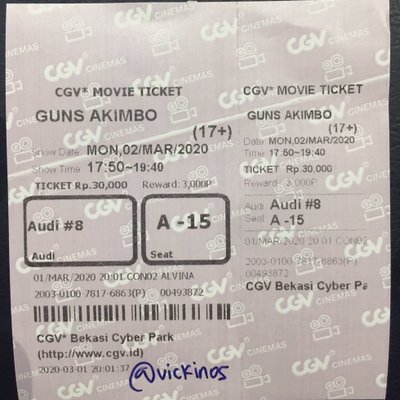 CGV* MOVIE TICKET
GUNS AKIMBO
(17+)
Show Date MON,02/MAR/2020
Show Time 17:50~19:40
TICKET Rp.30,000 Reward: 3,000P
Audi #8
Audi
A -15
Seat
01/MAR, 2020 20:01 CON02 ALVINA
2003-0100-7817-6863(P) 00493872
CGV* Bekasi Cyber Park
(http://www.cgv.id)
2020-03-01 20:01:37
@vickinos
CGV* MOVIE TICKET
GUNS AKIMBO
(17+)
Date MON,02/MAR/2020
Time 17:50~19:40
TICKET Rp.30,000
Reward: 3,000P
Audi Audi #8
Seat A -15
01/MAR, 2020 20:01 CON02
2003-0100-7817-6863(P)
00493872
CGV Bekasi Cyber Pa
CGV CINEMAS